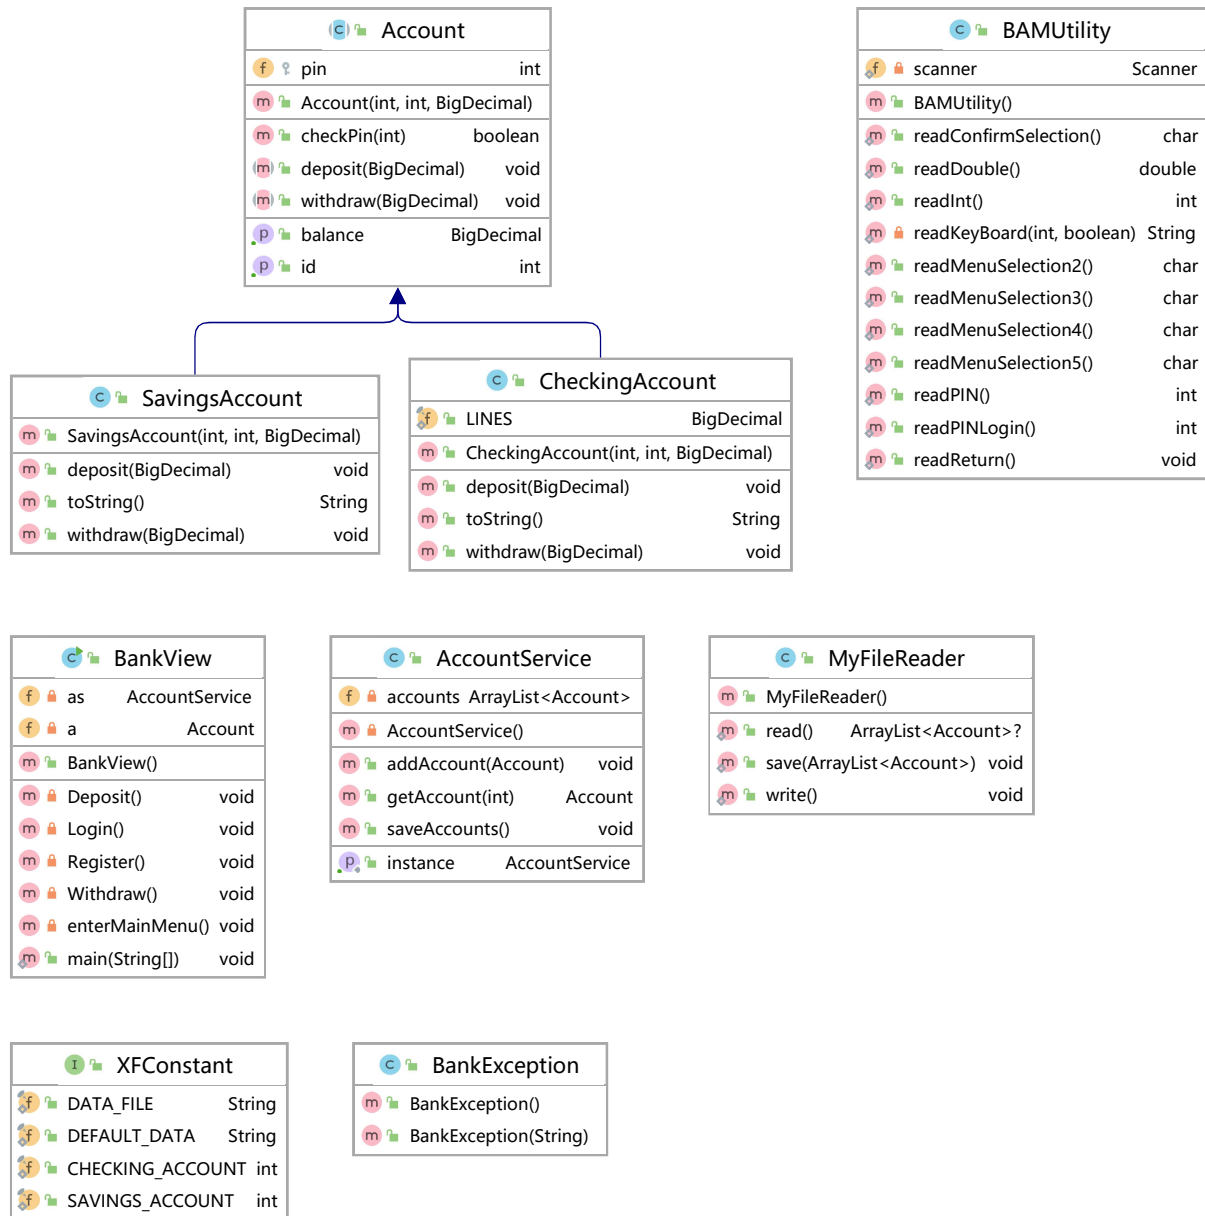 Account
pin int
Account(int, int, BigDecimal)
checkPin(int) boolean
deposit(BigDecimal) void
withdraw(BigDecimal) void
balance BigDecimal
id int
BAMUtility
scanner Scanner
BAMUtility()
readConfirmSelection() char
readDouble() double
readInt() int
readKeyBoard(int, boolean) String
readMenuSelection2() char
readMenuSelection3() char
readMenuSelection4() char
readMenuSelection5() char
readPIN() int
readPINLogin() int
readReturn() void
SavingsAccount
SavingsAccount(int, int, BigDecimal)
deposit(BigDecimal) void
toString() String
withdraw(BigDecimal) void
CheckingAccount
LINES BigDecimal
CheckingAccount(int, int, BigDecimal)
deposit(BigDecimal) void
toString() String
withdraw(BigDecimal) void
BankView
as AccountService
a Account
BankView()
Deposit() void
Login() void
Register() void
Withdraw() void
enterMainMenu() void
main(String[]) void
AccountService
accounts ArrayList<Account>
AccountService()
addAccount(Account) void
getAccount(int) Account
saveAccounts() void
instance AccountService
MyFileReader
MyFileReader()
read() ArrayList<Account>?
save(ArrayList<Account>) void
write() void
XFConstant
DATA_FILE String
DEFAULT_DATA String
CHECKING_ACCOUNT int
SAVINGS_ACCOUNT int
BankException
BankException()
BankException(String)